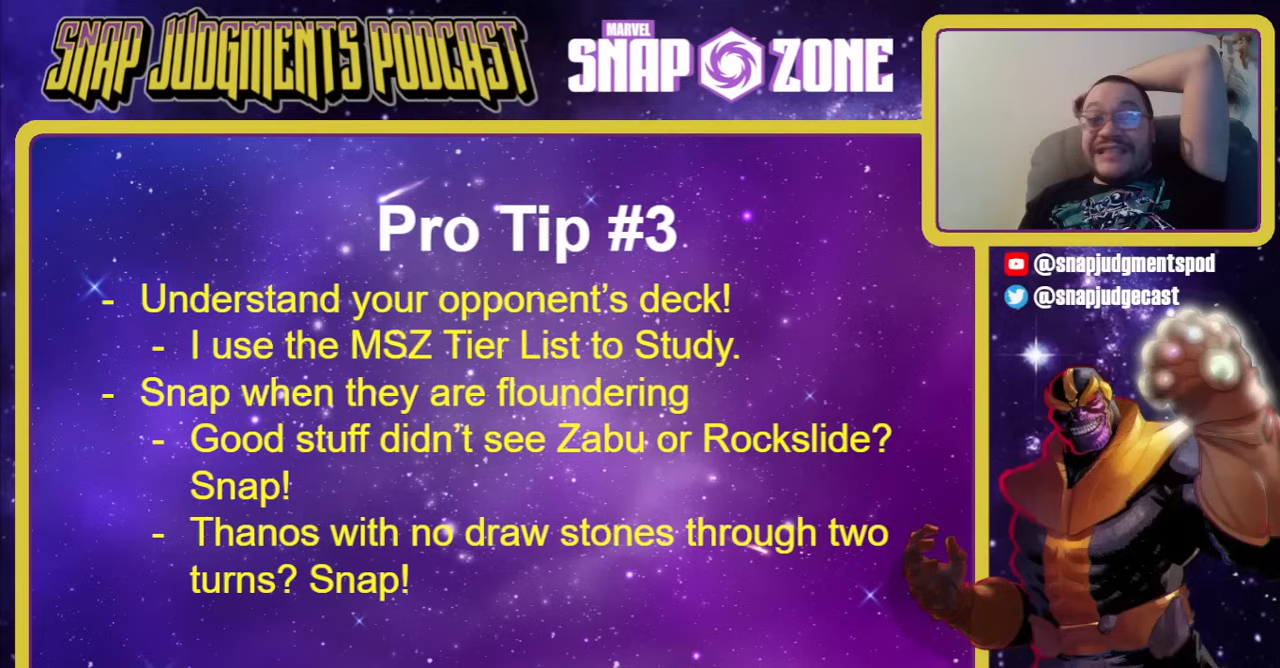 SNAP JUDGMENTS PODCAST
MARVEL
SNAP ZONE
Pro Tip #3
- Understand your opponent’s deck!
- I use the MSZ Tier List to Study.
- Snap when they are floundering
- Good stuff didn’t see Zabu or Rockslide?
Snap!
- Thanos with no draw stones through two
turns? Snap!
@snapjudgmentspod
@snapjudgecast